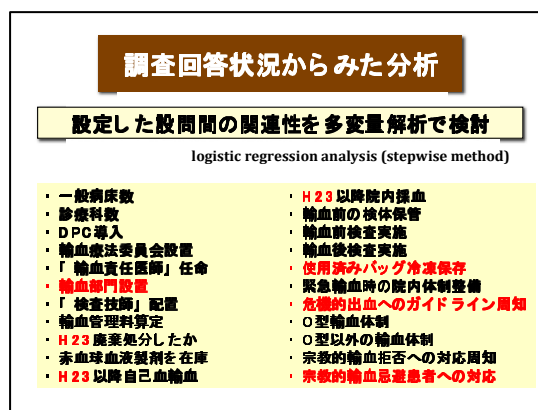 調査回答状況からみた分析
設定した設問間の関連性を多変量解析で検討
logistic regression analysis (stepwise method)
・ 一般病床数
・ 診療科数
・ DPC導入
・ 輸血療法委員会設置
・ 「輸血責任医師」任命
・ 輸血部門設置
・ 「検査技師」配置
・ 輸血管理料算定
・ H23廃棄処分したか
・ 赤血球血液製剤を在庫
・ H23以降自己血輸血
・ H23以降院内採血
・ 輸血前の検体保管
・ 輸血前検査実施
・ 輸血後検査実施
・ 使用済みバッグ冷凍保存
・ 緊急輸血時の院内体制整備
・ 危機的出血へのガイドライン周知
・ O型輸血体制
・ O型以外の輸血体制
・ 宗教的輸血拒否への対応周知
・ 宗教的輸血忌避患者への対応